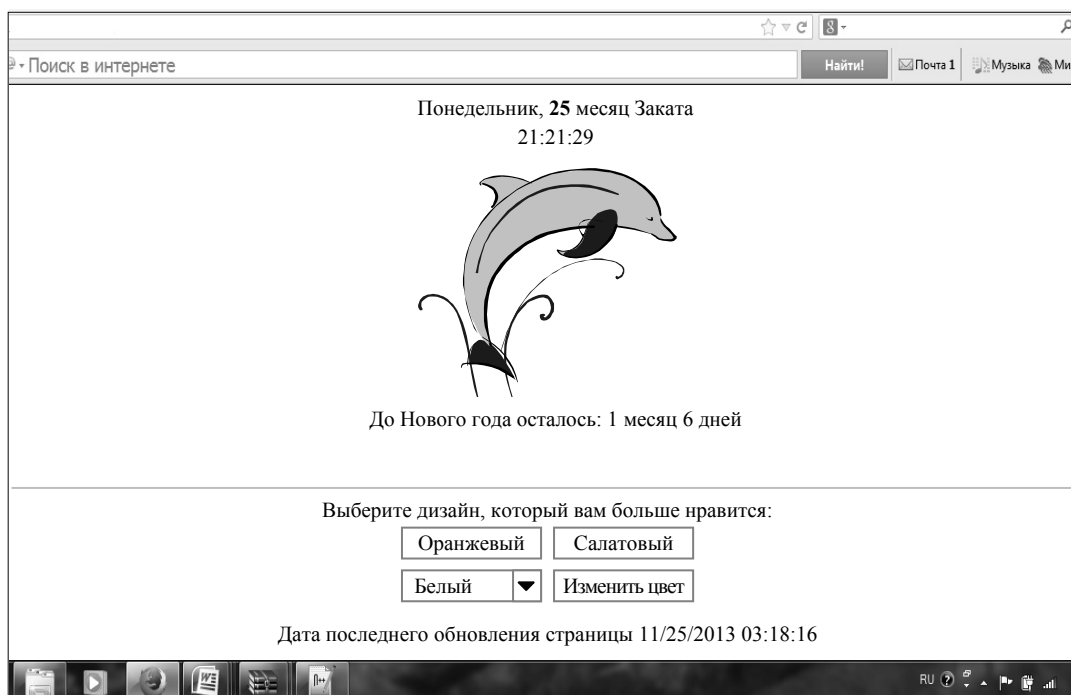 8
Поиск в интернете Найти! Почта 1 Музыка Ми
Понедельник, 25 месяц Заката
21:21:29
До Нового года осталось: 1 месяц 6 дней
Выберите дизайн, который вам больше нравится:
Оранжевый Салатовый
Белый Изменить цвет
Дата последнего обновления страницы 11/25/2013 03:18:16
RU